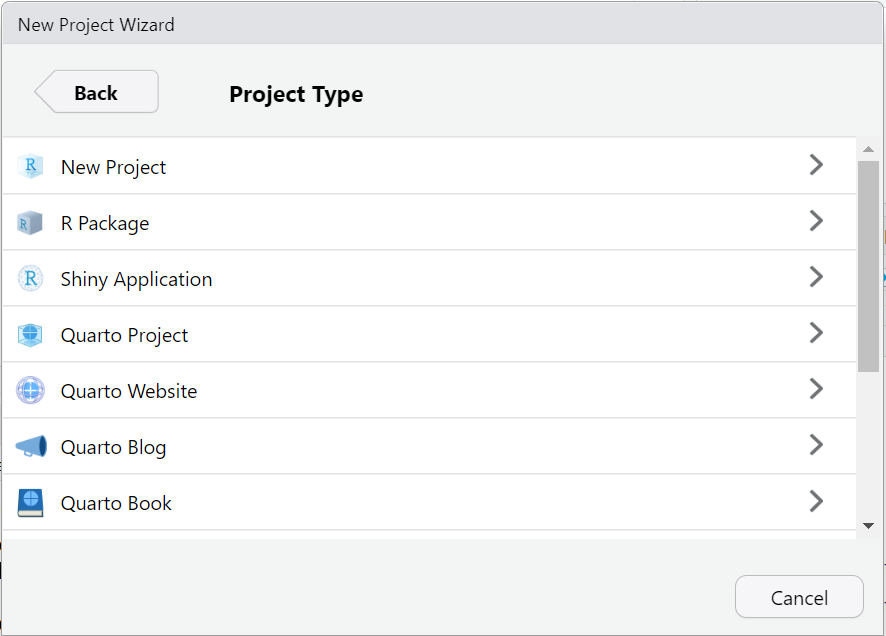 New Project Wizard
Back
Project Type
R New Project
R R Package
R Shiny Application
Quarto Project
Quarto Website
Quarto Blog
Quarto Book
Cancel